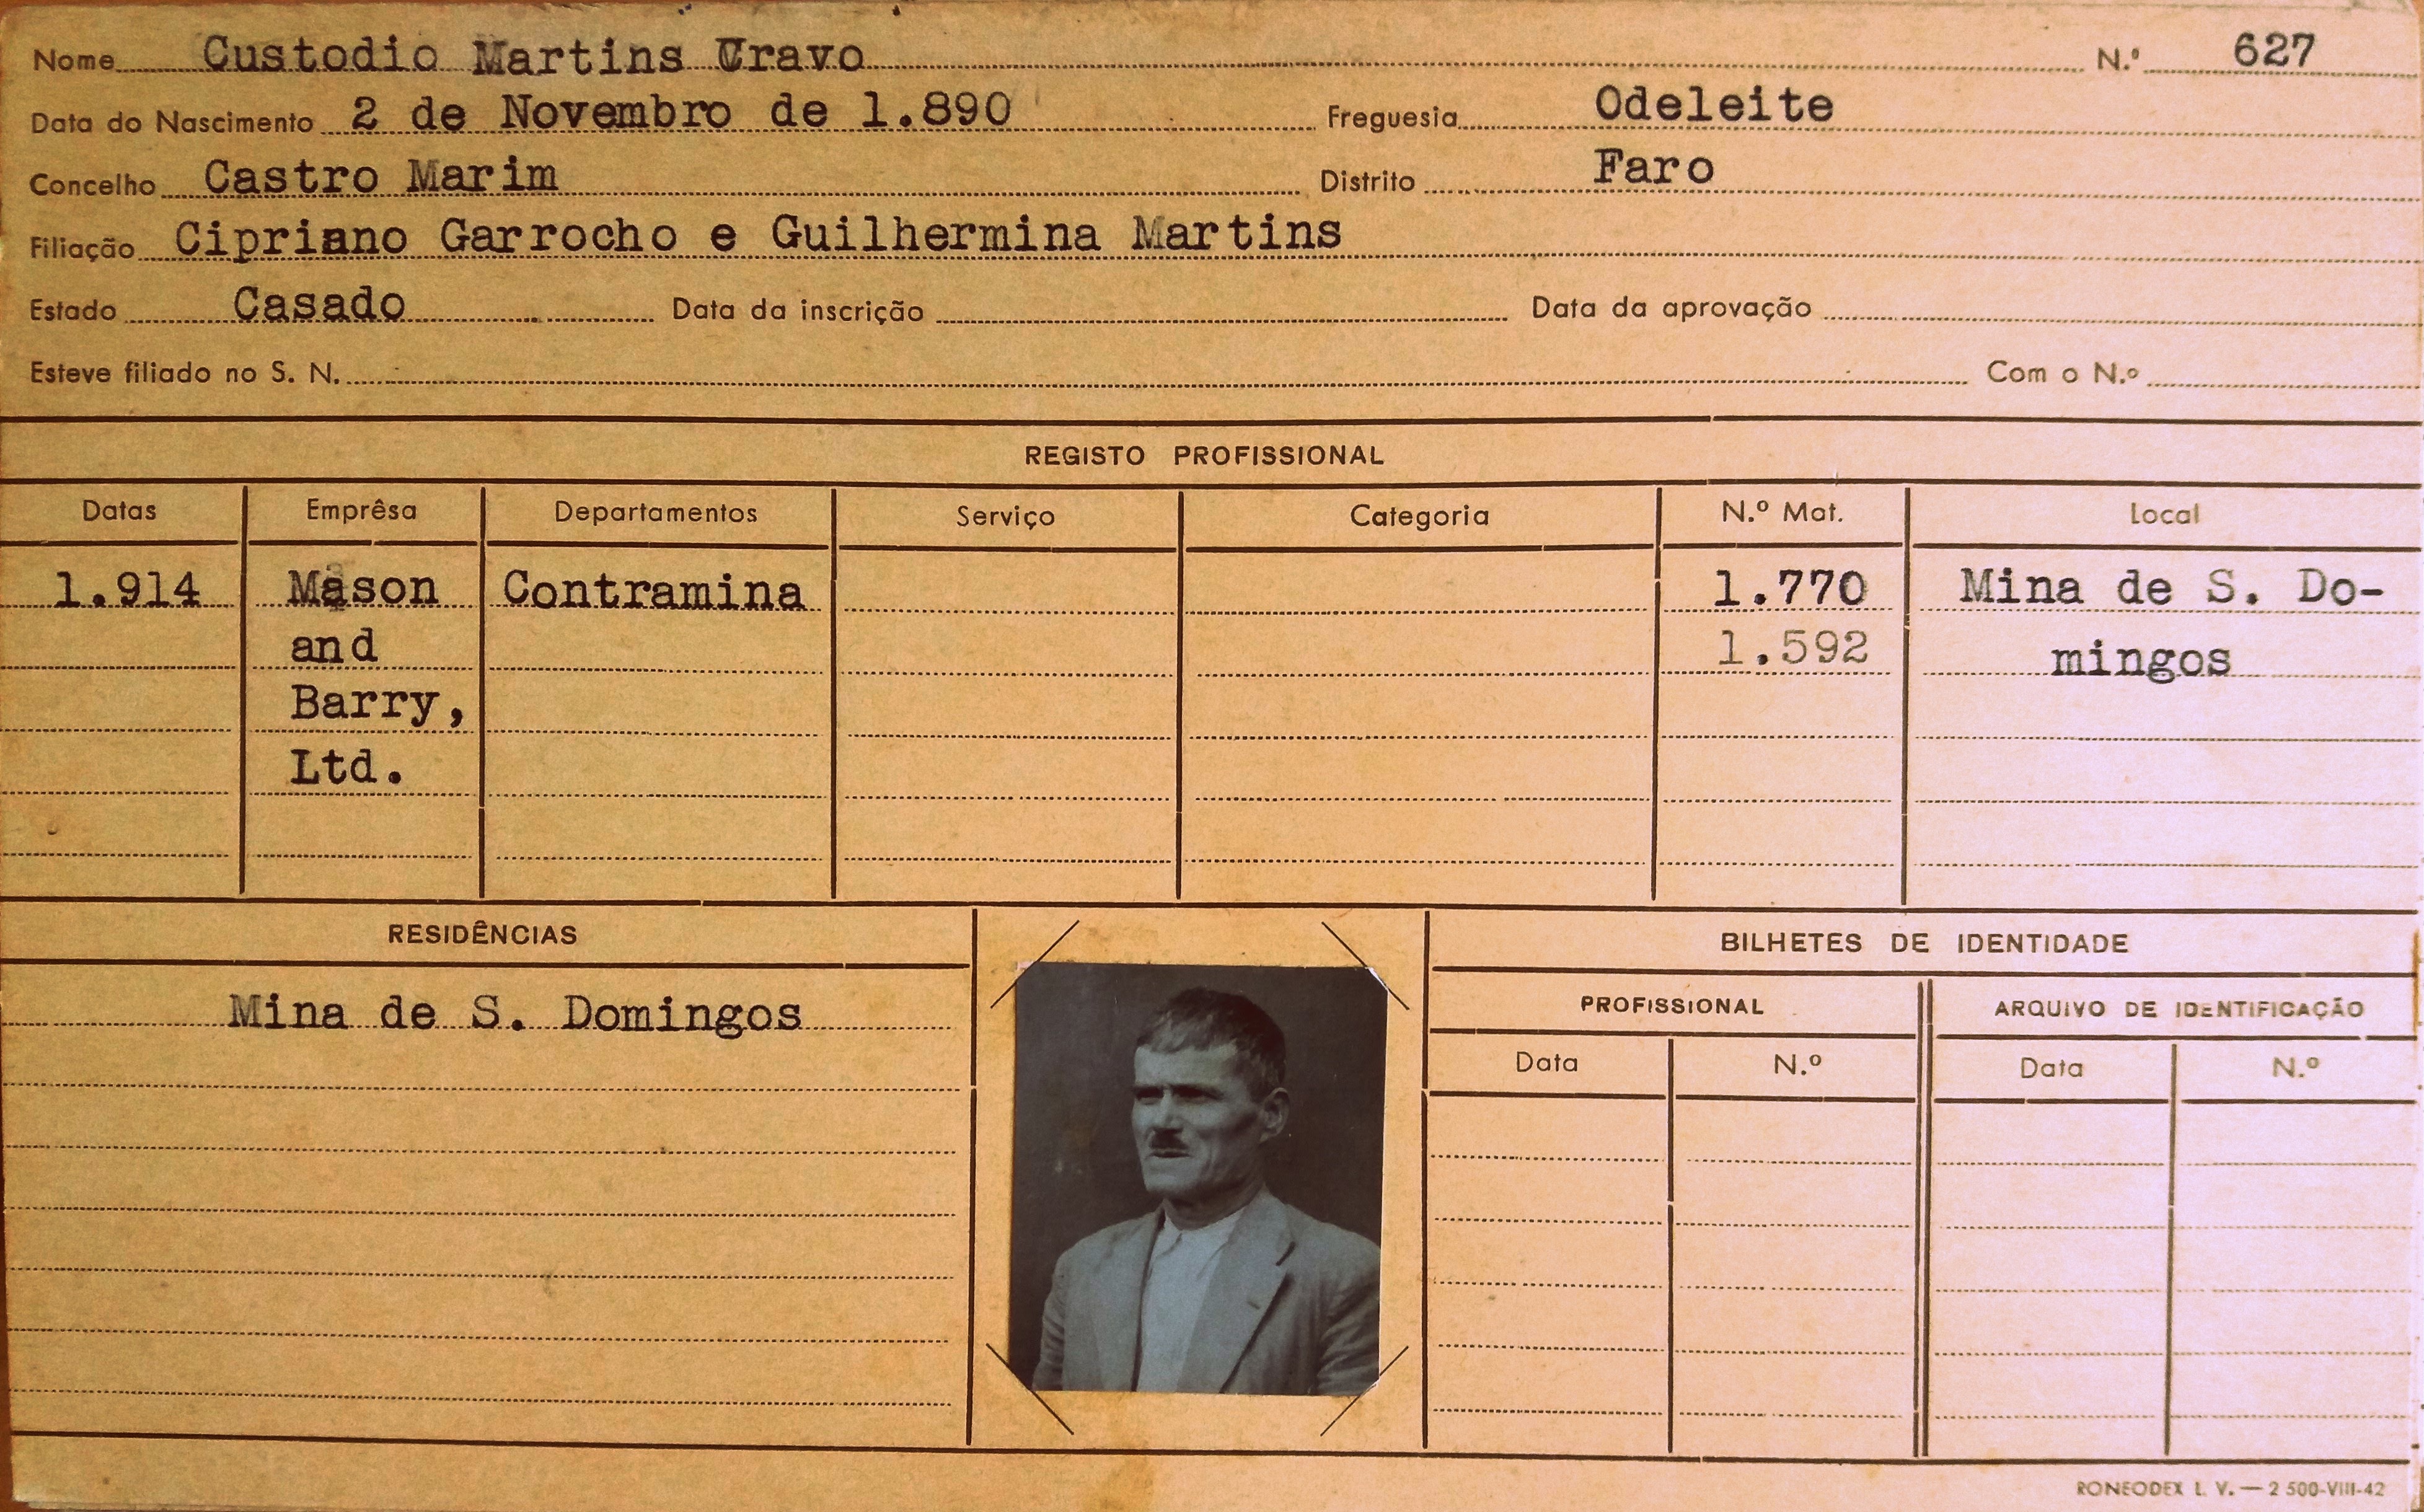 Nome Custodio Martins Cravo N.º 627
Data do Nascimento 2 de Novembro de 1.890 Freguesia Odeleite
Concelho Castro Marim Distrito Faro
Filiação Cipriano Garrocho e Guilhermina Martins
Estado Casado Data da inscrição Data da aprovação
Esteve filiado no S. N. Com o N.º
REGISTO PROFISSIONAL
Datas Emprêsa Departamentos Serviço Categoria N.º Mat. Local
1.914 Mason Contramina 1.770 Mina de S. Do-
and 1.592 mingos
Barry,
Ltd.
RESIDÊNCIAS
Mina de S. Domingos
BILHETES DE IDENTIDADE
PROFISSIONAL ARQUIVO DE IDENTIFICAÇÃO
Data N.º Data N.º
RONEODEX L. V. — 2 500-VIII-42